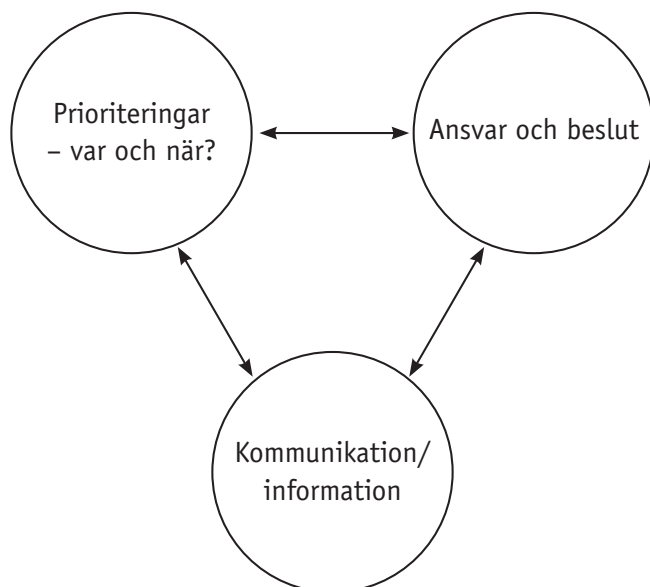 Prioriteringar
– var och när?
Ansvar och beslut
Kommunikation/
information